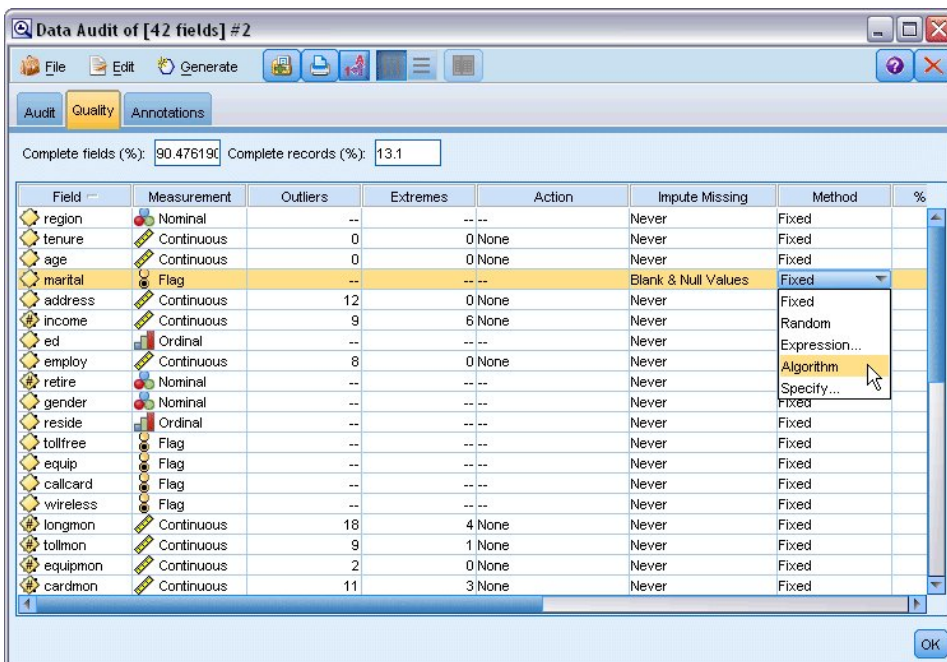 Data Audit of [42 fields] #2
File Edit Generate
Audit Quality Annotations
Complete fields (%): 90.476190 Complete records (%): 13.1
Field Measurement Outliers Extremes Action Impute Missing Method %
region Nominal -- -- -- Never Fixed
tenure Continuous 0 0 None Never Fixed
age Continuous 0 0 None Never Fixed
marital Flag -- -- -- Blank & Null Values Fixed
address Continuous 12 0 None Never Fixed
income Continuous 9 6 None Never Random
ed Ordinal -- -- -- Never Expression...
employ Continuous 8 0 None Never Algorithm
retire Nominal -- -- -- Never Specify...
gender Nominal -- -- -- Never Fixed
reside Ordinal -- -- -- Never Fixed
tollfree Flag -- -- -- Never Fixed
equip Flag -- -- -- Never Fixed
callcard Flag -- -- -- Never Fixed
wireless Flag -- -- -- Never Fixed
longmon Continuous 18 4 None Never Fixed
tollmon Continuous 9 1 None Never Fixed
equipmon Continuous 2 0 None Never Fixed
cardmon Continuous 11 3 None Never Fixed
OK